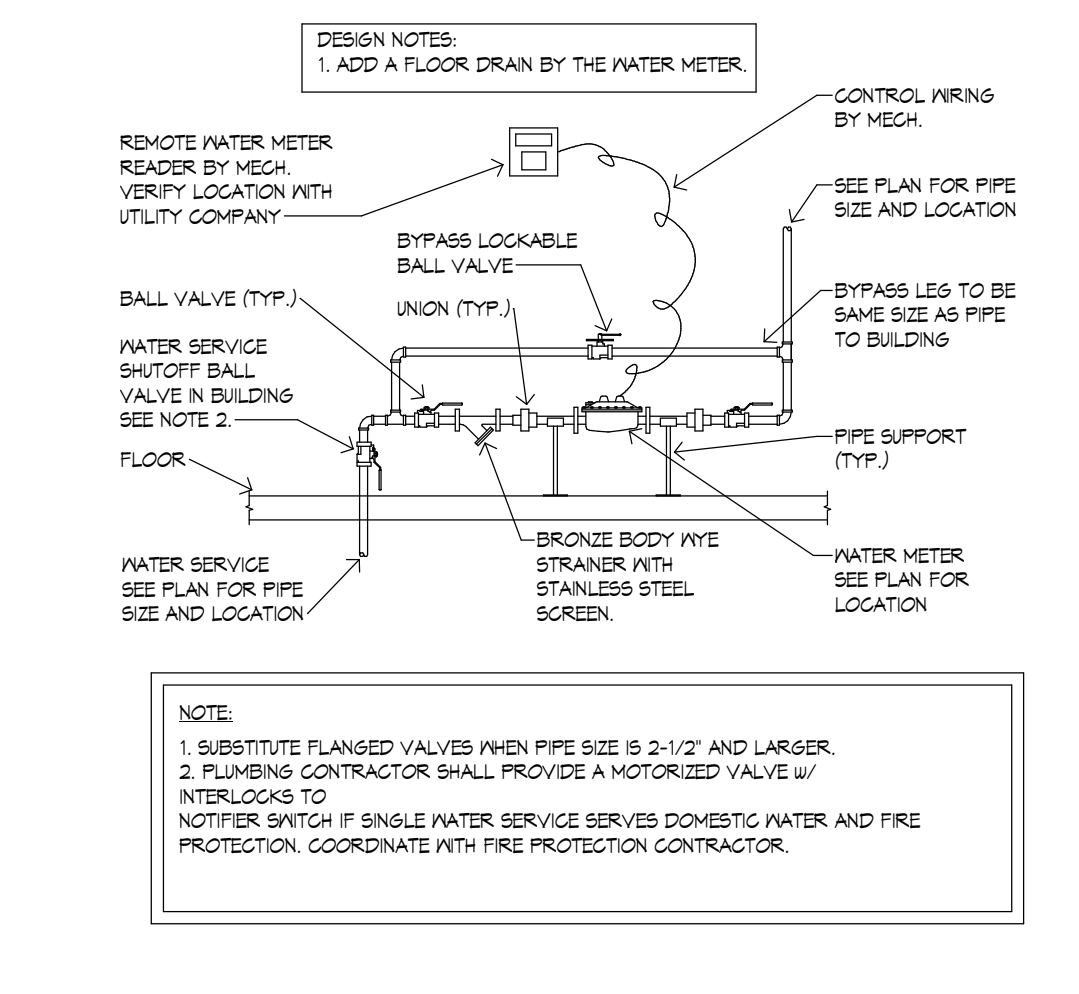 DESIGN NOTES:
1. ADD A FLOOR DRAIN BY THE WATER METER.
CONTROL WIRING
BY MECH.
REMOTE WATER METER
READER BY MECH.
VERIFY LOCATION WITH
UTILITY COMPANY
SEE PLAN FOR PIPE
SIZE AND LOCATION
BYPASS LOCKABLE
BALL VALVE
BALL VALVE (TYP.)
UNION (TYP.)
BYPASS LEG TO BE
SAME SIZE AS PIPE
TO BUILDING
WATER SERVICE
SHUTOFF BALL
VALVE IN BUILDING
SEE NOTE 2.
FLOOR
PIPE SUPPORT
(TYP.)
BRONZE BODY WYE
STRAINER WITH
STAINLESS STEEL
SCREEN.
WATER METER
SEE PLAN FOR
LOCATION
WATER SERVICE
SEE PLAN FOR PIPE
SIZE AND LOCATION
NOTE:
1. SUBSTITUTE FLANGED VALVES WHEN PIPE SIZE IS 2-1/2" AND LARGER.
2. PLUMBING CONTRACTOR SHALL PROVIDE A MOTORIZED VALVE w/
INTERLOCKS TO
NOTIFIER SWITCH IF SINGLE WATER SERVICE SERVES DOMESTIC WATER AND FIRE
PROTECTION. COORDINATE WITH FIRE PROTECTION CONTRACTOR.